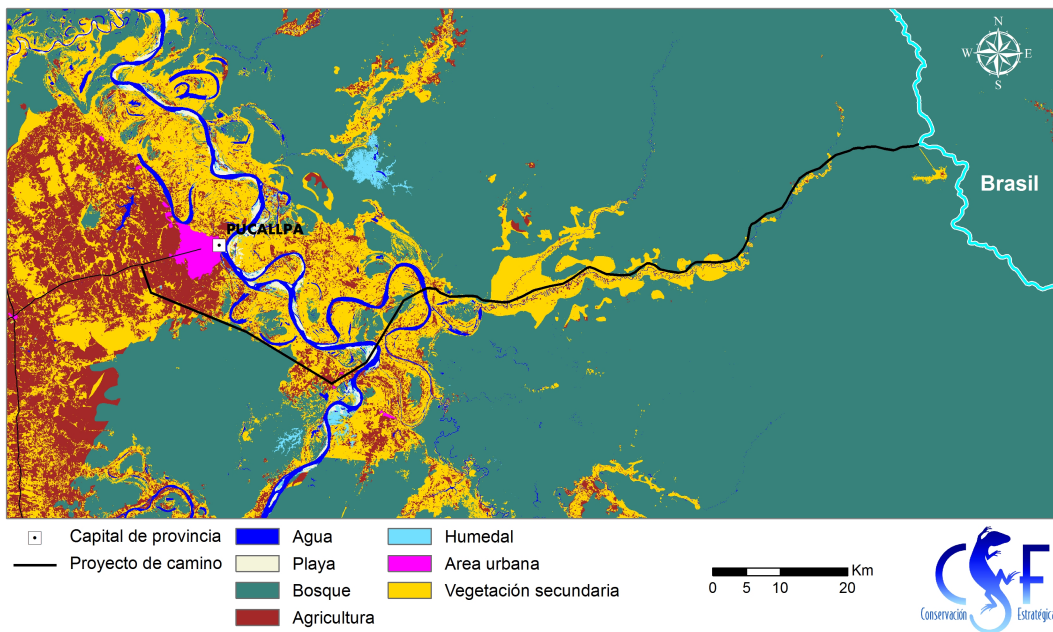 N
W E
S
Brasil
PUCALLPA
Capital de provincia
Proyecto de camino
Agua
Playa
Bosque
Agricultura
Humedal
Area urbana
Vegetación secundaria
Km
0 5 10 20
CSF
Conservación Estratégica